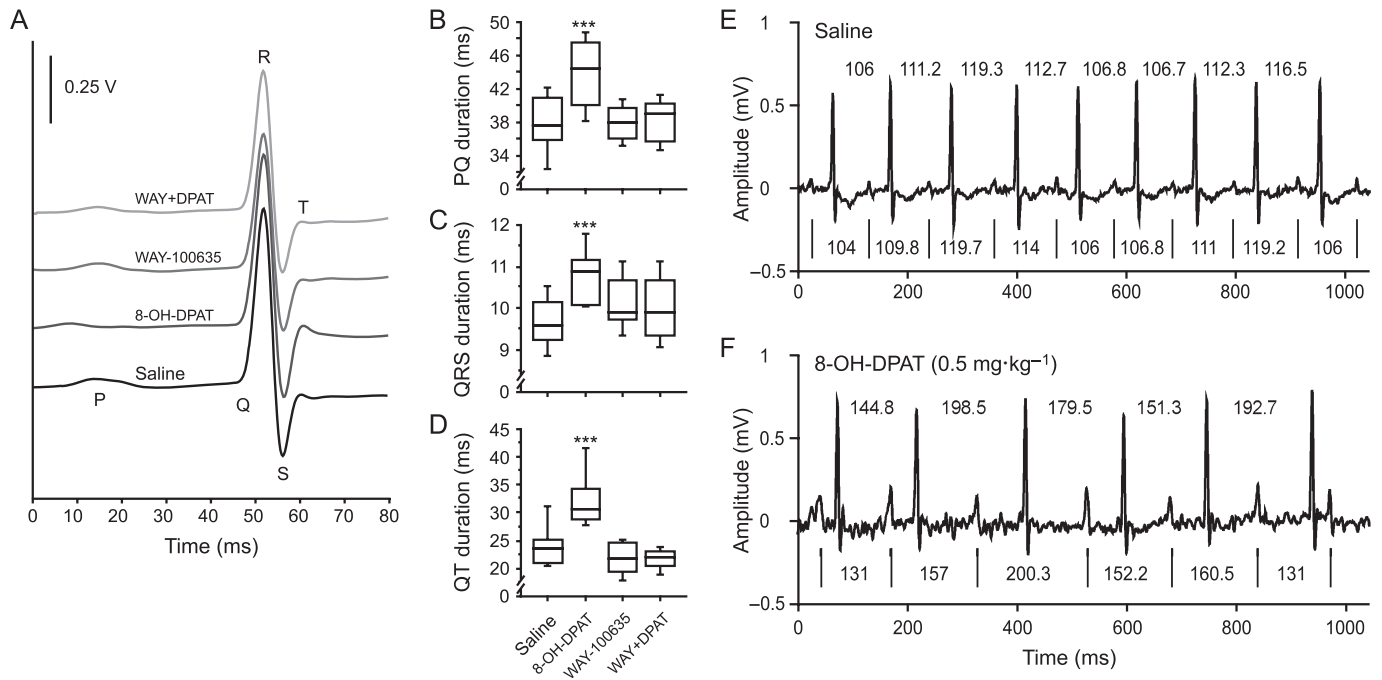 A
0.25 V
R
WAY+DPAT
T
WAY-100635
8-OH-DPAT
Saline
P
Q
S
0 10 20 30 40 50 60 70 80
Time (ms)
B
PQ duration (ms)
50
46
42
38
34
0
***
C
QRS duration (ms)
12
11
10
9
0
***
D
QT duration (ms)
45
40
35
30
25
20
0
***
Saline
8-OH-DPAT
WAY-100635
WAY+DPAT
E
Saline
Amplitude (mV)
1
0.5
0
–0.5
106 111.2 119.3 112.7 106.8 106.7 112.3 116.5
104 109.8 119.7 114 106 106.8 111 119.2 106
0 200 400 600 800 1000
F
8-OH-DPAT (0.5 mg·kg⁻¹)
Amplitude (mV)
1
0.5
0
–0.5
144.8 198.5 179.5 151.3 192.7
131 157 200.3 152.2 160.5 131
0 200 400 600 800 1000
Time (ms)